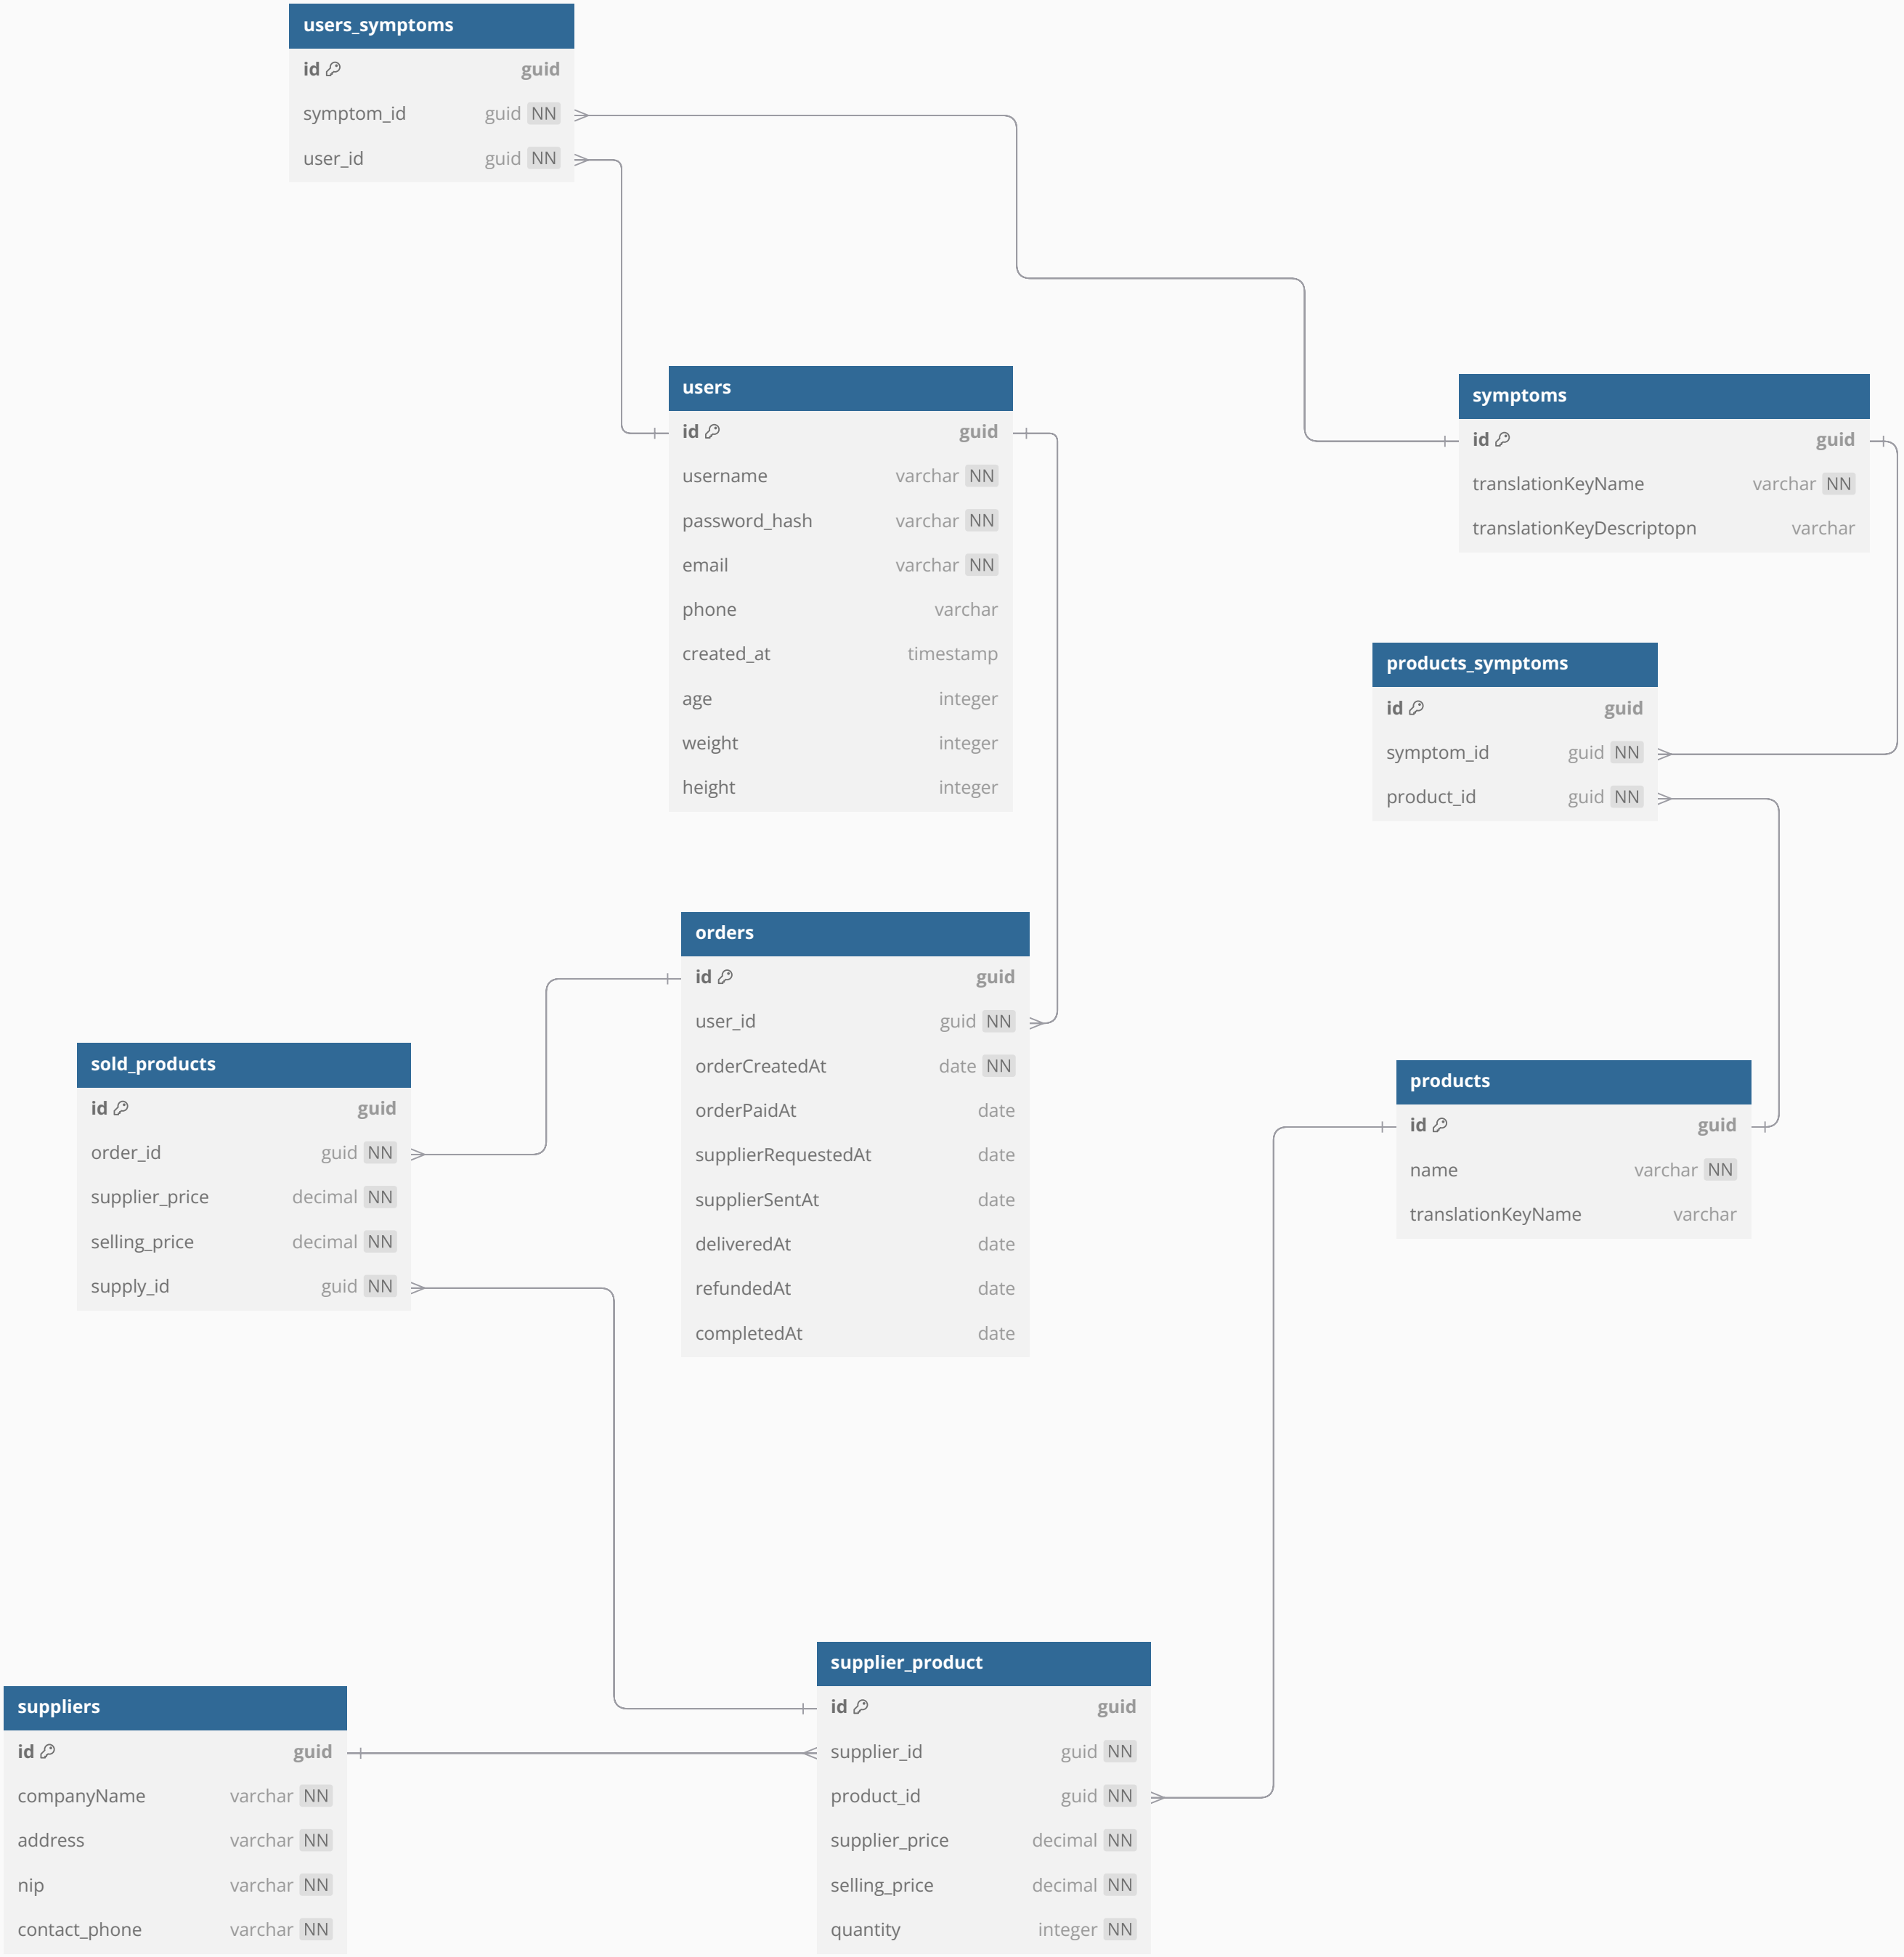 users_symptoms
id guid
symptom_id guid NN
user_id guid NN
users
id guid
username varchar NN
password_hash varchar NN
email varchar NN
phone varchar
created_at timestamp
age integer
weight integer
height integer
symptoms
id guid
translationKeyName varchar NN
translationKeyDescriptopn varchar
products_symptoms
id guid
symptom_id guid NN
product_id guid NN
orders
id guid
user_id guid NN
orderCreatedAt date NN
orderPaidAt date
supplierRequestedAt date
supplierSentAt date
deliveredAt date
refundedAt date
completedAt date
sold_products
id guid
order_id guid NN
supplier_price decimal NN
selling_price decimal NN
supply_id guid NN
products
id guid
name varchar NN
translationKeyName varchar
supplier_product
id guid
supplier_id guid NN
product_id guid NN
supplier_price decimal NN
selling_price decimal NN
quantity integer NN
suppliers
id guid
companyName varchar NN
address varchar NN
nip varchar NN
contact_phone varchar NN